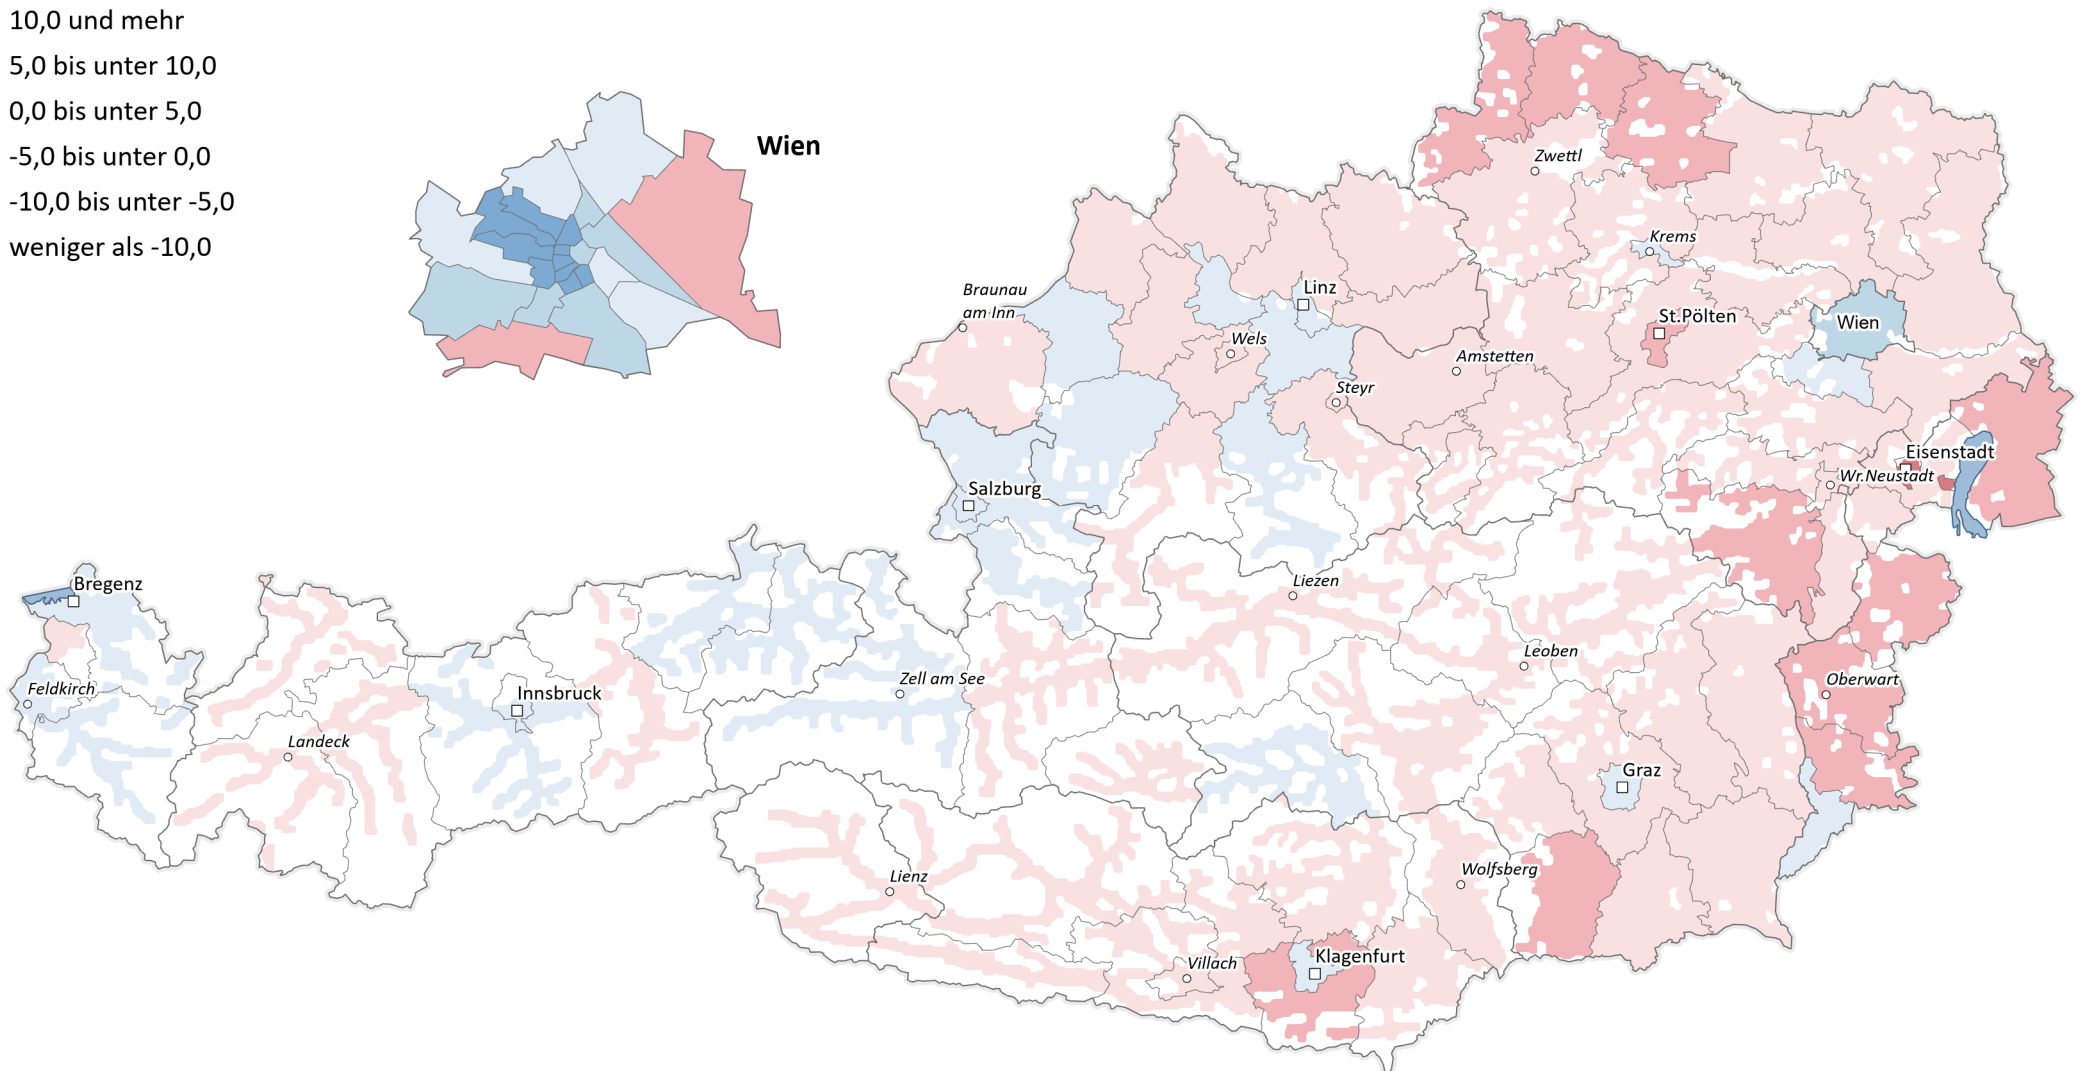 10,0 und mehr
5,0 bis unter 10,0
0,0 bis unter 5,0
-5,0 bis unter 0,0
-10,0 bis unter -5,0
weniger als -10,0
Wien
Zwettl
Krems
Braunau
am Inn
Linz
St.Pölten
Wien
Wels
Amstetten
Steyr
Eisenstadt
Wr.Neustadt
Salzburg
Bregenz
Liezen
Leoben
Feldkirch
Innsbruck
Zell am See
Oberwart
Landeck
Graz
Lienz
Wolfsberg
Villach
Klagenfurt